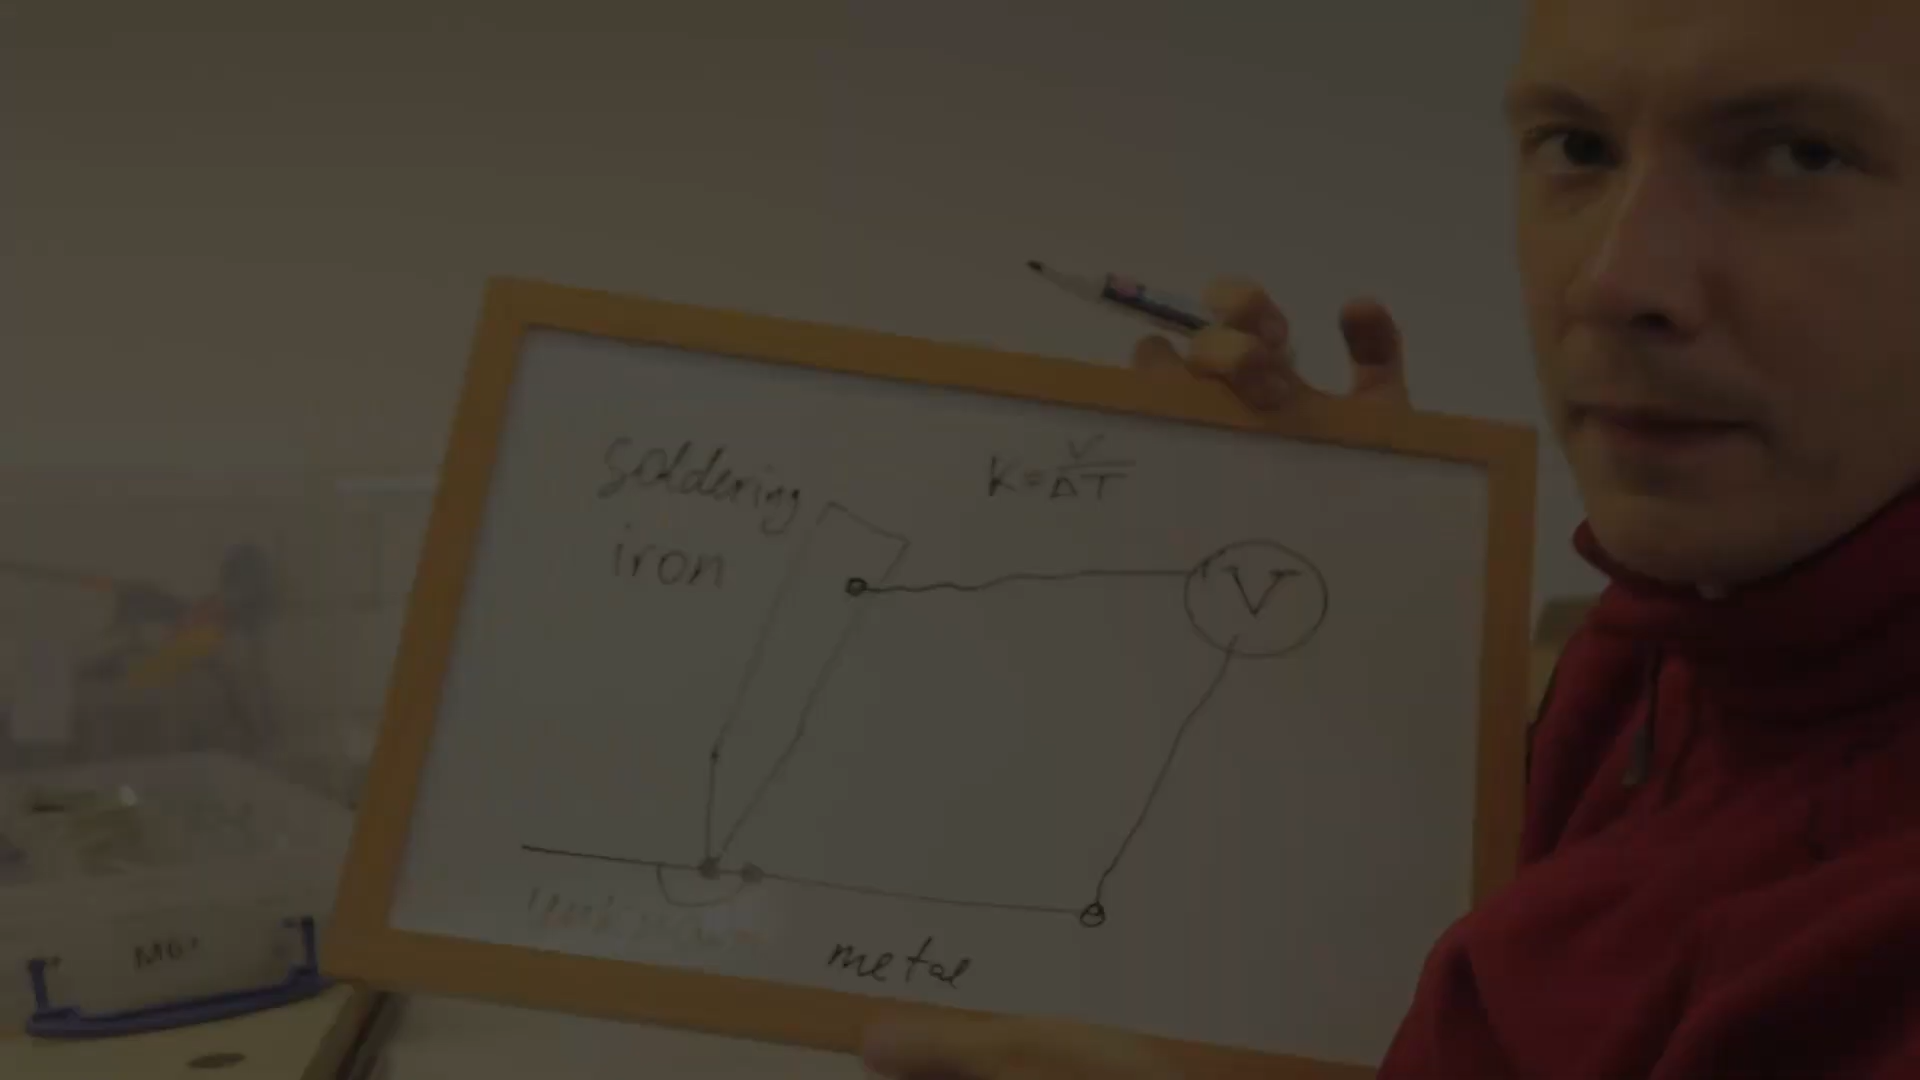 soldering
iron
K = V/ΔT
V
metal